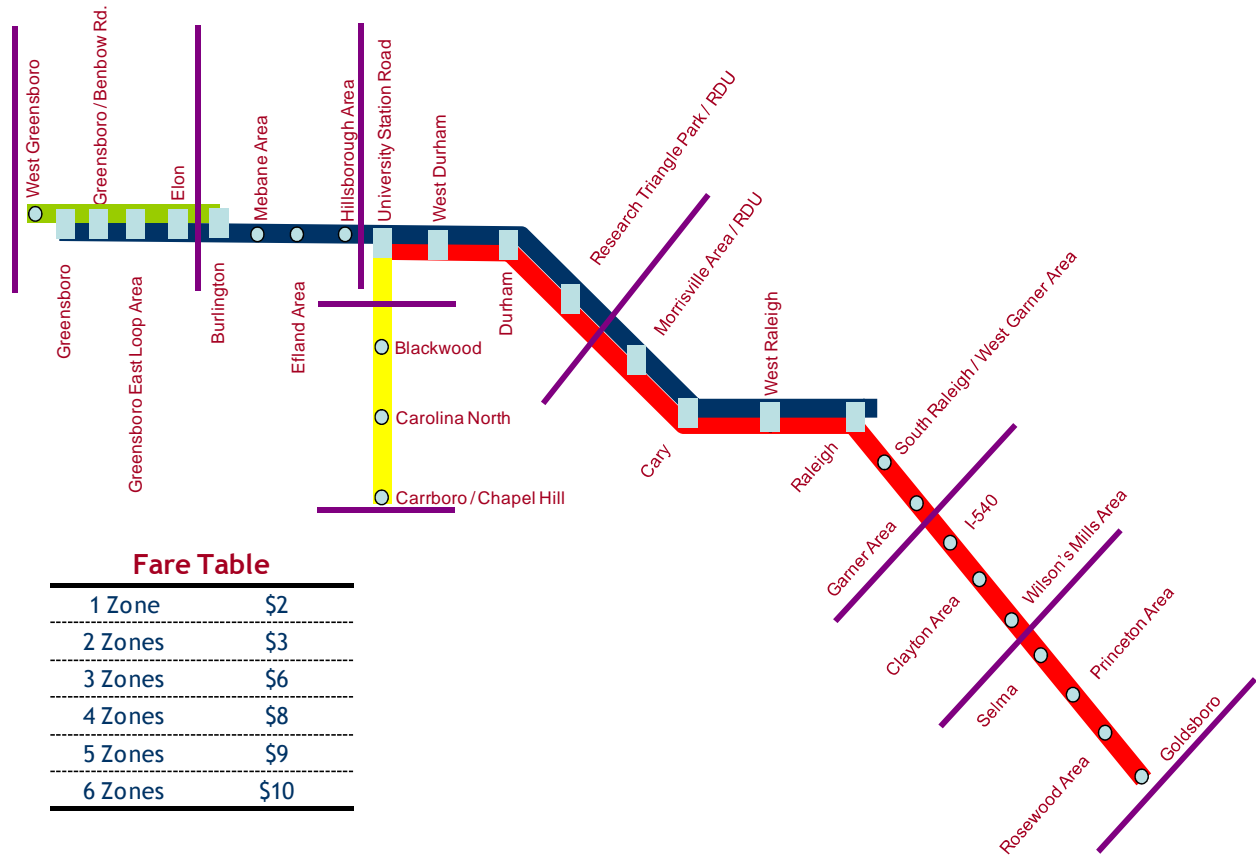 West Greensboro
Greensboro / Benbow Rd.
Elon
Mebane Area
Hillsborough Area
University Station Road
West Durham
Research Triangle Park / RDU
Morrisville Area / RDU
West Raleigh
South Raleigh / West Garner Area
I-540
Wilson's Mills Area
Princeton Area
Goldsboro
Greensboro
Greensboro East Loop Area
Burlington
Efland Area
Durham
Blackwood
Carolina North
Carrboro / Chapel Hill
Cary
Raleigh
Garner Area
Clayton Area
Selma
Rosewood Area
Fare Table
1 Zone $2
2 Zones $3
3 Zones $6
4 Zones $8
5 Zones $9
6 Zones $10